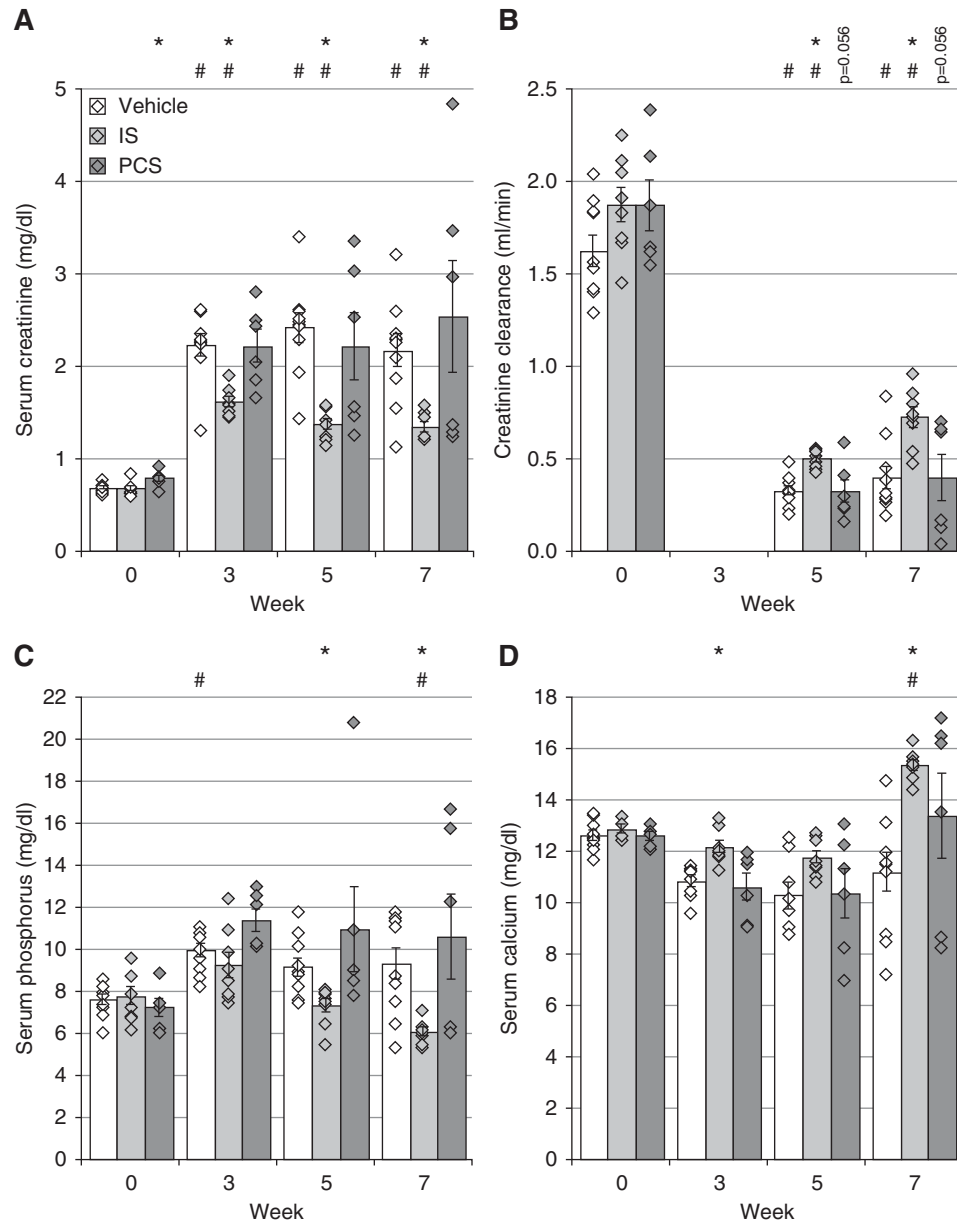 A
* * * *
# # # # # #
Serum creatinine (mg/dl)
5
4
3
2
1
0
Vehicle
IS
PCS
0 3 5 7
Week
B
* *
# # p=0.056 # # p=0.056
Creatinine clearance (ml/min)
2.5
2.0
1.5
1.0
0.5
0.0
0 3 5 7
Week
C
* *
# #
Serum phosphorus (mg/dl)
22
20
18
16
14
12
10
8
6
4
2
0
0 3 5 7
Week
D
* *
#
Serum calcium (mg/dl)
18
16
14
12
10
8
6
4
2
0
0 3 5 7
Week